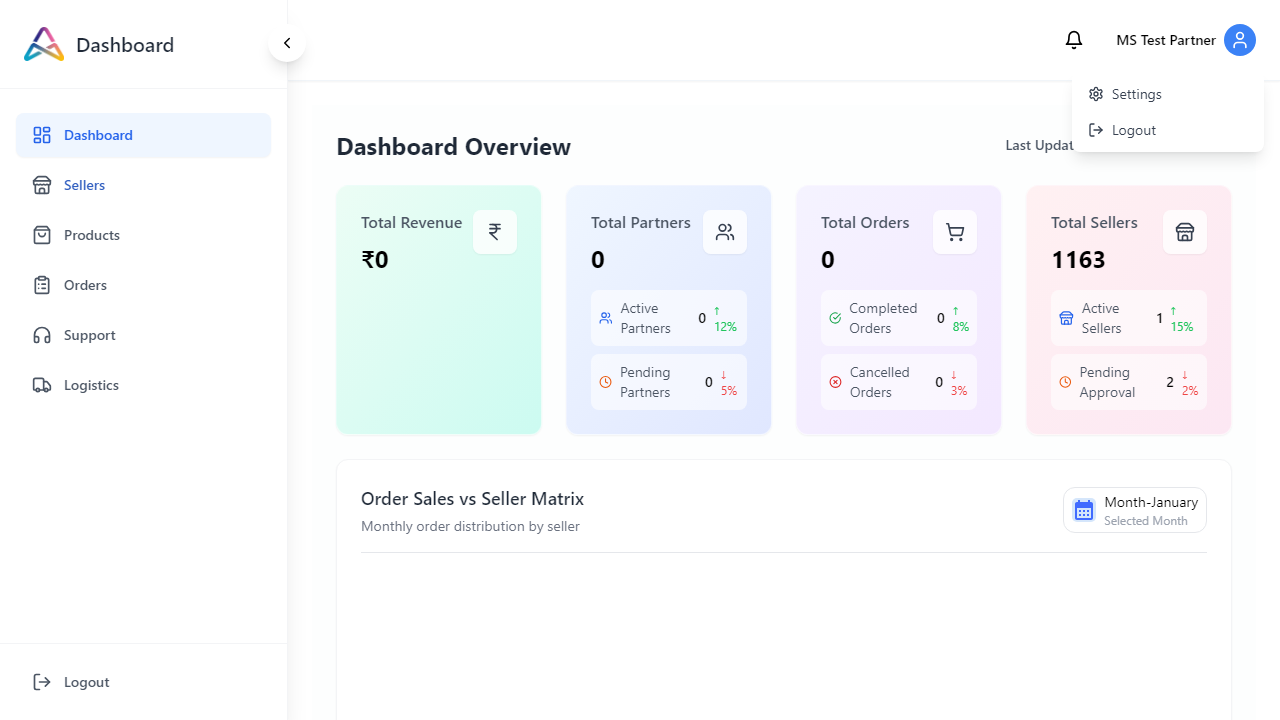 Dashboard
MS Test Partner
Settings
Logout
Dashboard
Sellers
Products
Orders
Support
Logistics
Logout
Dashboard Overview
Last
Total Revenue
₹0
Total Partners
0
Active Partners
0
↑ 12%
Pending Partners
0
↓ 5%
Total Orders
0
Completed Orders
0
↑ 8%
Cancelled Orders
0
↓ 3%
Total Sellers
1163
Active Sellers
1
↑ 15%
Pending Approval
2
↓ 2%
Order Sales vs Seller Matrix
Monthly order distribution by seller
Month-January
Selected Month